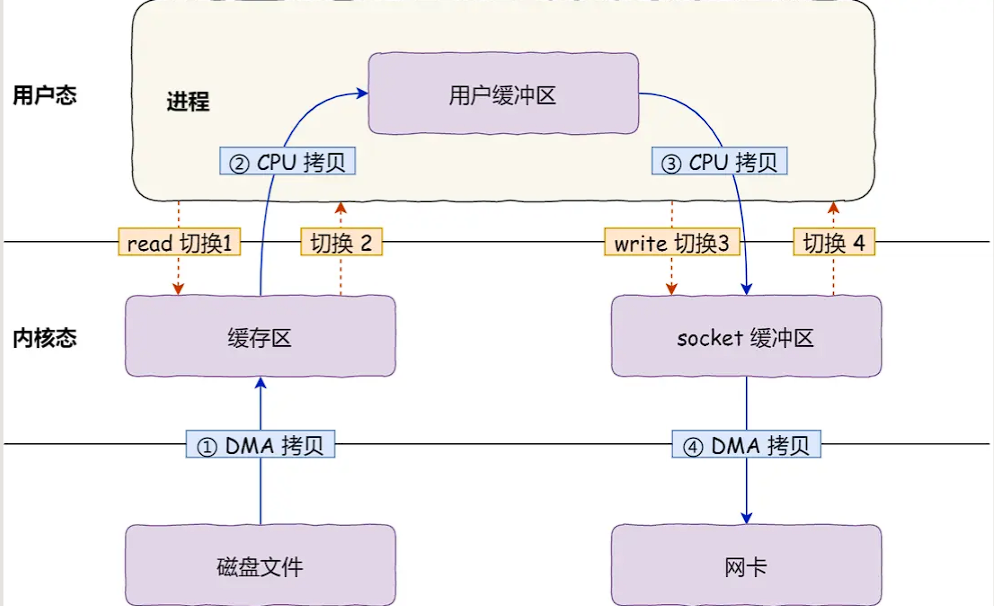 用户态
进程
用户缓冲区
② CPU 拷贝
③ CPU 拷贝
read 切换1
切换 2
write 切换3
切换 4
内核态
缓存区
socket 缓冲区
① DMA 拷贝
④ DMA 拷贝
磁盘文件
网卡